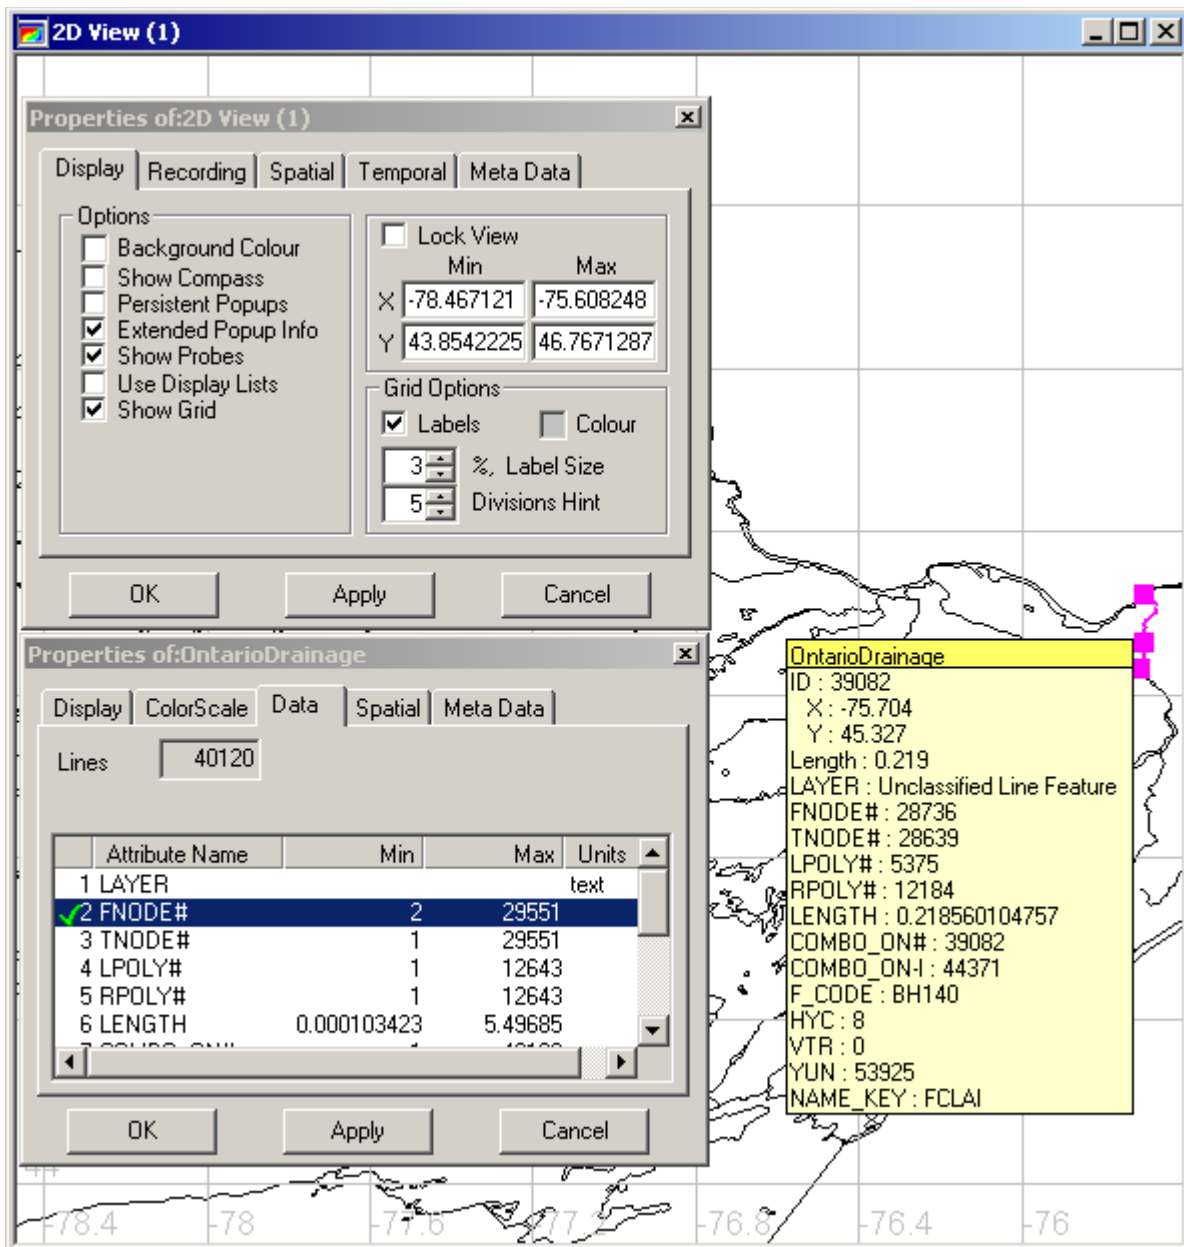 2D View (1)
Properties of:2D View (1)
Display Recording Spatial Temporal Meta Data
Options
Background Colour
Show Compass
Persistent Popups
Extended Popup Info
Show Probes
Use Display Lists
Show Grid
Lock View
Min Max
X -78.467121 -75.608248
Y 43.8542225 46.7671287
Grid Options
Labels Colour
3 %, Label Size
5 Divisions Hint
OK Apply Cancel
Properties of:OntarioDrainage
Display ColorScale Data Spatial Meta Data
Lines 40120
Attribute Name Min Max Units
1 LAYER text
2 FNODE# 2 29551
3 TNODE# 1 29551
4 LPOLY# 1 12643
5 RPOLY# 1 12643
6 LENGTH 0.000103423 5.49685
OK Apply Cancel
OntarioDrainage
ID : 39082
X : -75.704
Y : 45.327
Length : 0.219
LAYER : Unclassified Line Feature
FNODE# : 28736
TNODE# : 28639
LPOLY# : 5375
RPOLY# : 12184
LENGTH : 0.218560104757
COMBO_ON# : 39082
COMBO_ON-I : 44371
F_CODE : BH140
HYC : 8
VTR : 0
YUN : 53925
NAME_KEY : FCLAI
44
-78.4 -78 -77.6 -77.2 -76.8 -76.4 -76